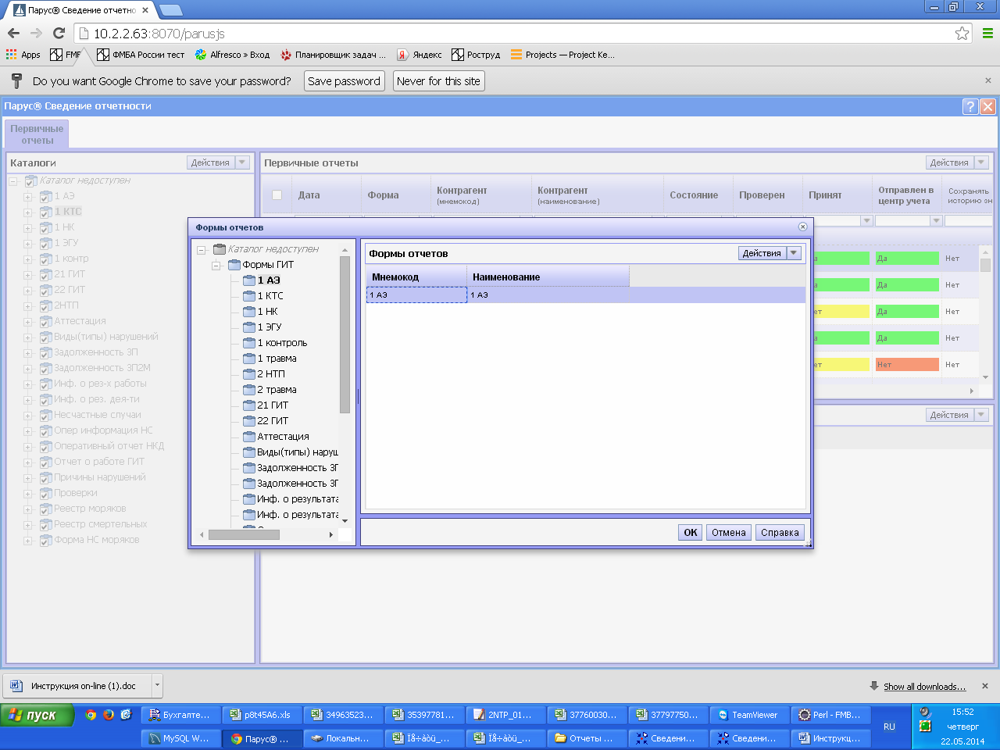 Парус® Сведение отчетно
10.2.2.63:8070/parusjs
Apps
FMB
ФМБА России тест
Alfresco » Вход
Планировщик задач ...
Яндекс
Роструд
Projects — Project Ke...
Do you want Google Chrome to save your password?
Save password
Never for this site
Парус® Сведение отчетности
Первичные
отчеты
Каталоги
Действия
Каталог недоступен
1 АЭ
1 КТС
1 НК
1 ЭГУ
1 контр
21 ГИТ
22 ГИТ
2НТП
Аттестация
Виды(типы) нарушений
Задолженность ЗП
Задолженность ЗП2М
Инф. о рез-х работы
Инф. о рез. дея-ти
Несчастные случаи
Опер информация НС
Оперативный отчет НКД
Отчет о работе ГИТ
Причины нарушений
Проверки
Реестр моряков
Реестр смертельных
Форма НС моряков
Первичные отчеты
Действия
Дата
Форма
Контрагент
(мнемокод)
Контрагент
(наименование)
Состояние
Проверен
Принят
Отправлен в
центр учета
Сохранять
историю зн
Да
Нет
Да
Нет
Да
Нет
Да
Нет
Нет
Нет
Действия
Формы отчетов
Каталог недоступен
Формы ГИТ
1 АЭ
1 КТС
1 НК
1 ЭГУ
1 контроль
1 травма
2 НТП
2 травма
21 ГИТ
22 ГИТ
Аттестация
Виды(типы) наруш
Задолженность ЗП
Задолженность ЗП
Инф. о результата
Инф. о результата
Формы отчетов
Действия
Мнемокод
Наименование
1 АЭ
1 АЭ
OK
Отмена
Справка
Инструкция on-line (1).doc
Show all downloads...
пуск
Бухгалте...
p8t45A6.xls
34963523...
35397781...
2NTP_01...
37760030...
37797750...
TeamViewer
Perl - FMB...
MySQL W...
Парус® ...
Локальн...
Ïå÷àòü_...
Ïå÷àòü_...
Отчеты ...
Сведени...
Сведени...
Инструкц...
RU
15:52
четверг
22.05.2014